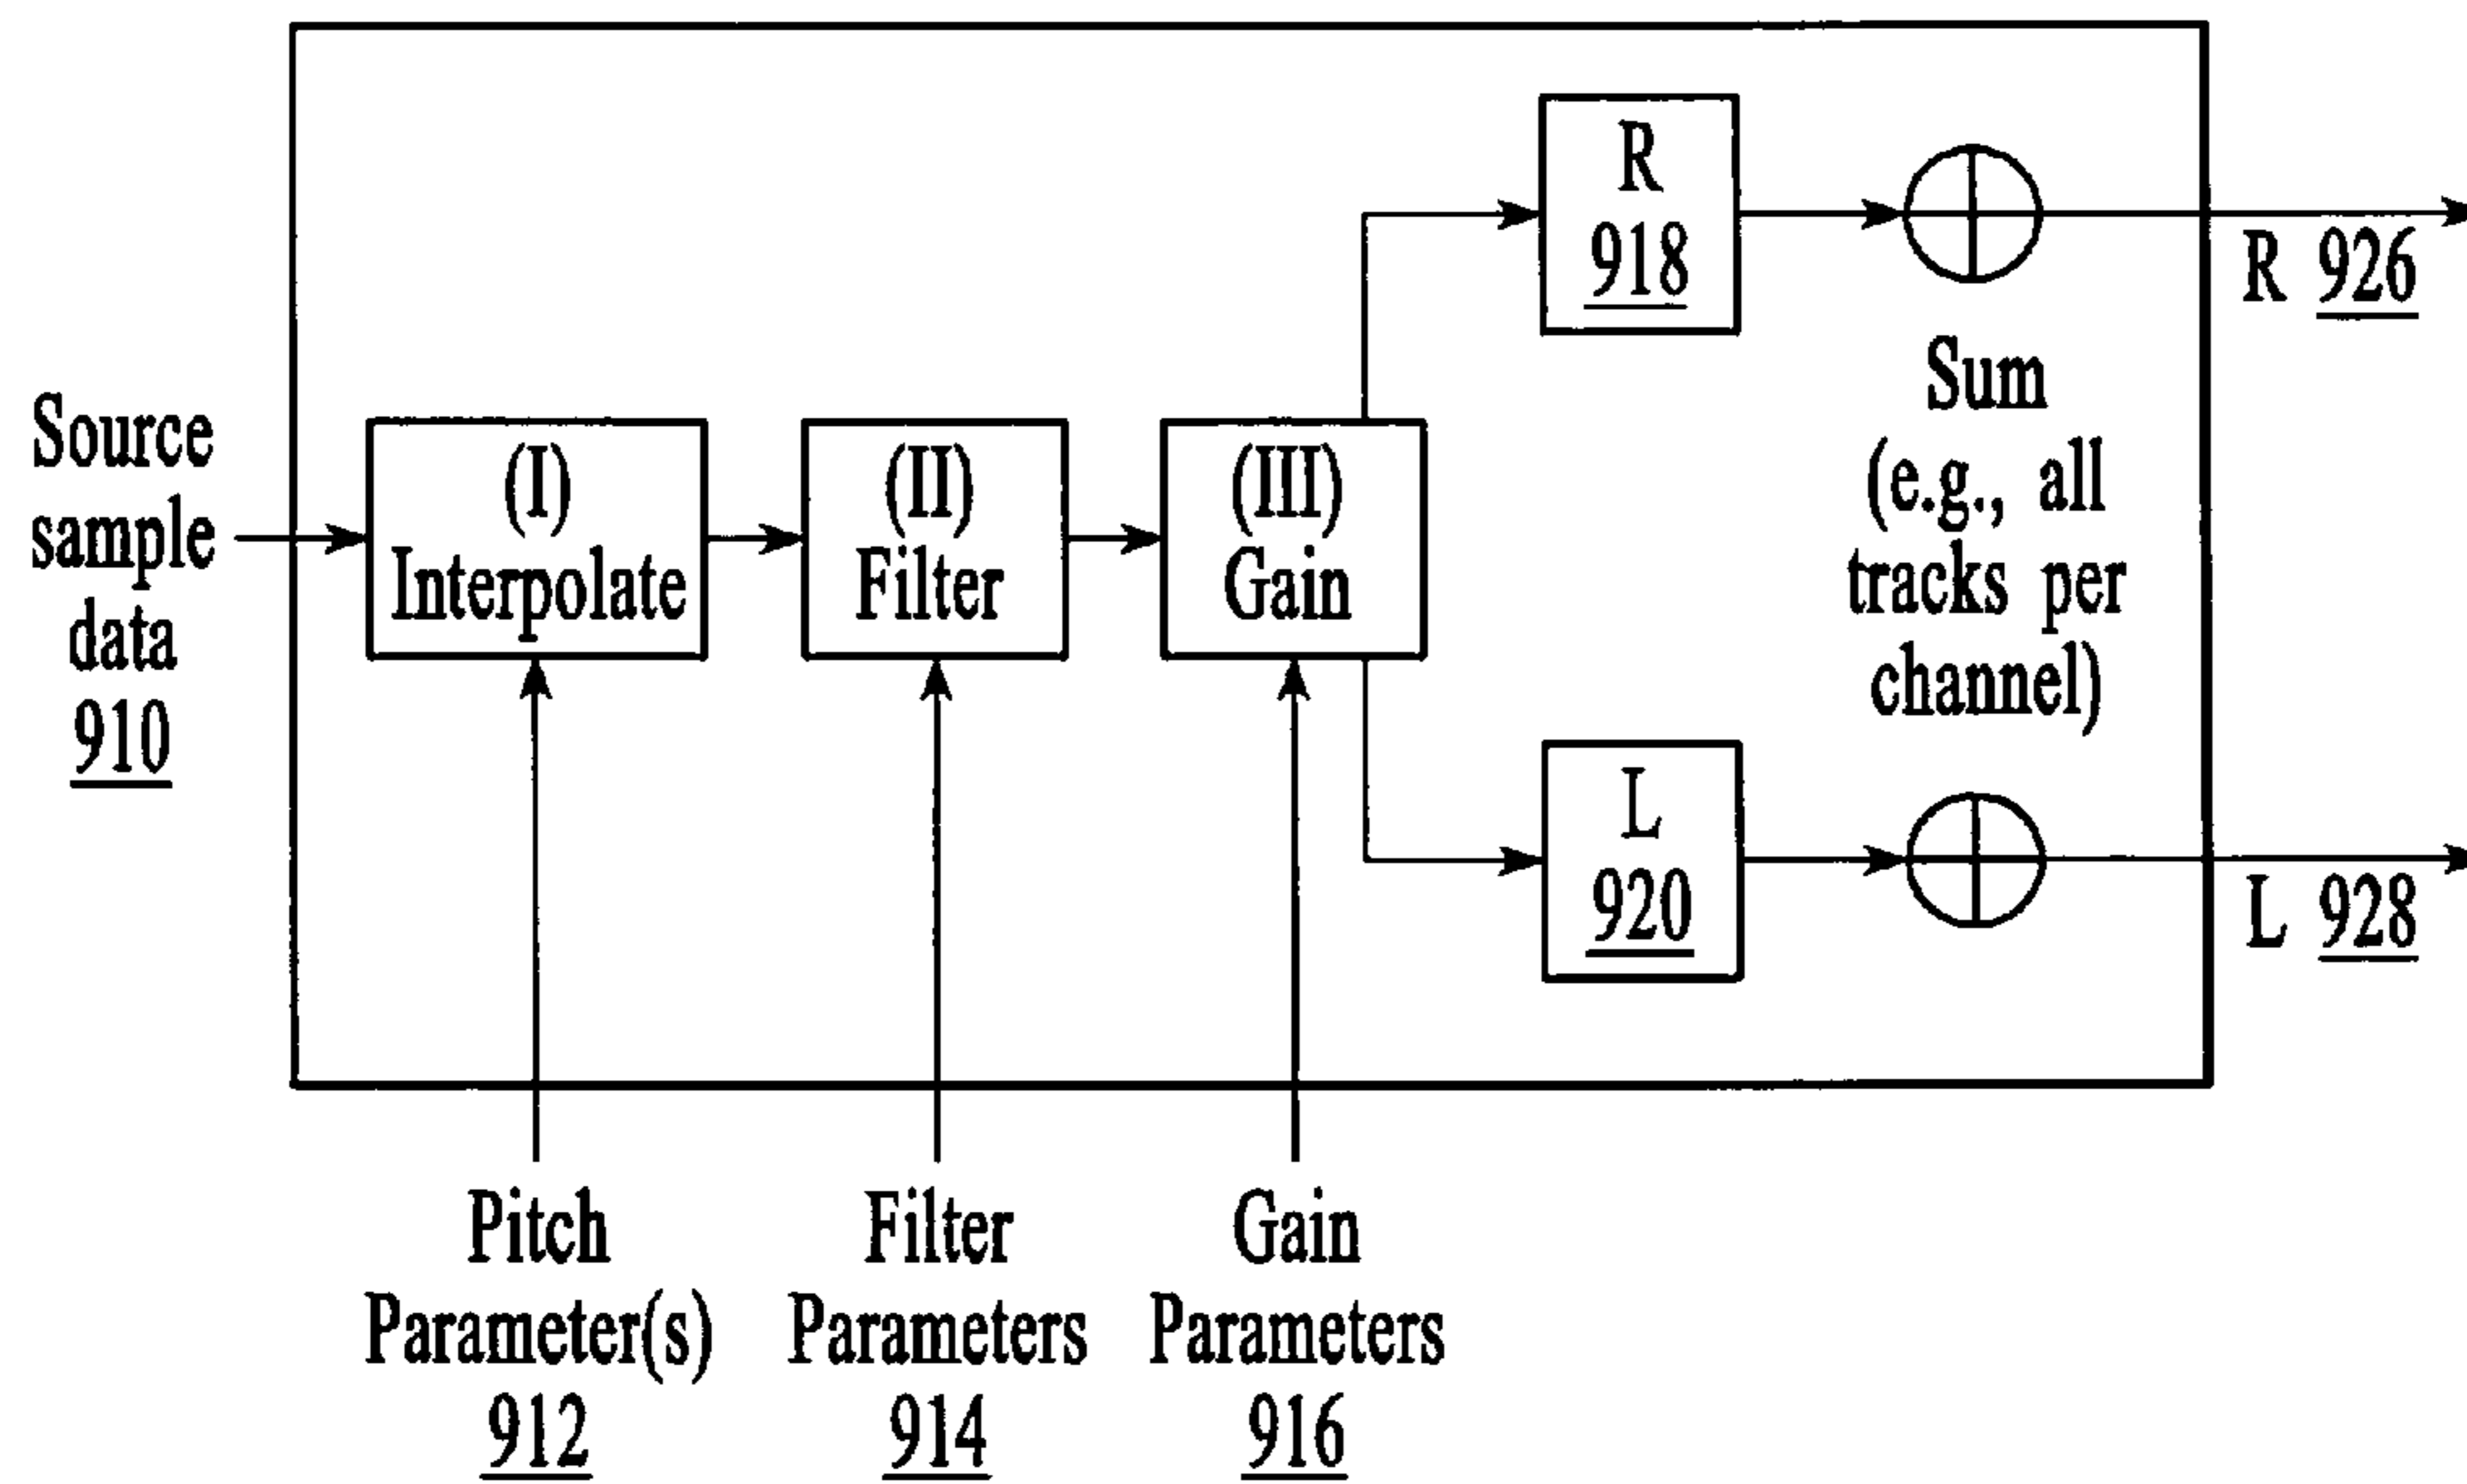 Source
sample
data
910
(I)
Interpolate
(II)
Filter
(III)
Gain
R
918
L
920
Sum
(e.g., all
tracks per
channel)
R 926
L 928
Pitch
Parameter(s)
912
Filter
Parameters
914
Gain
Parameters
916